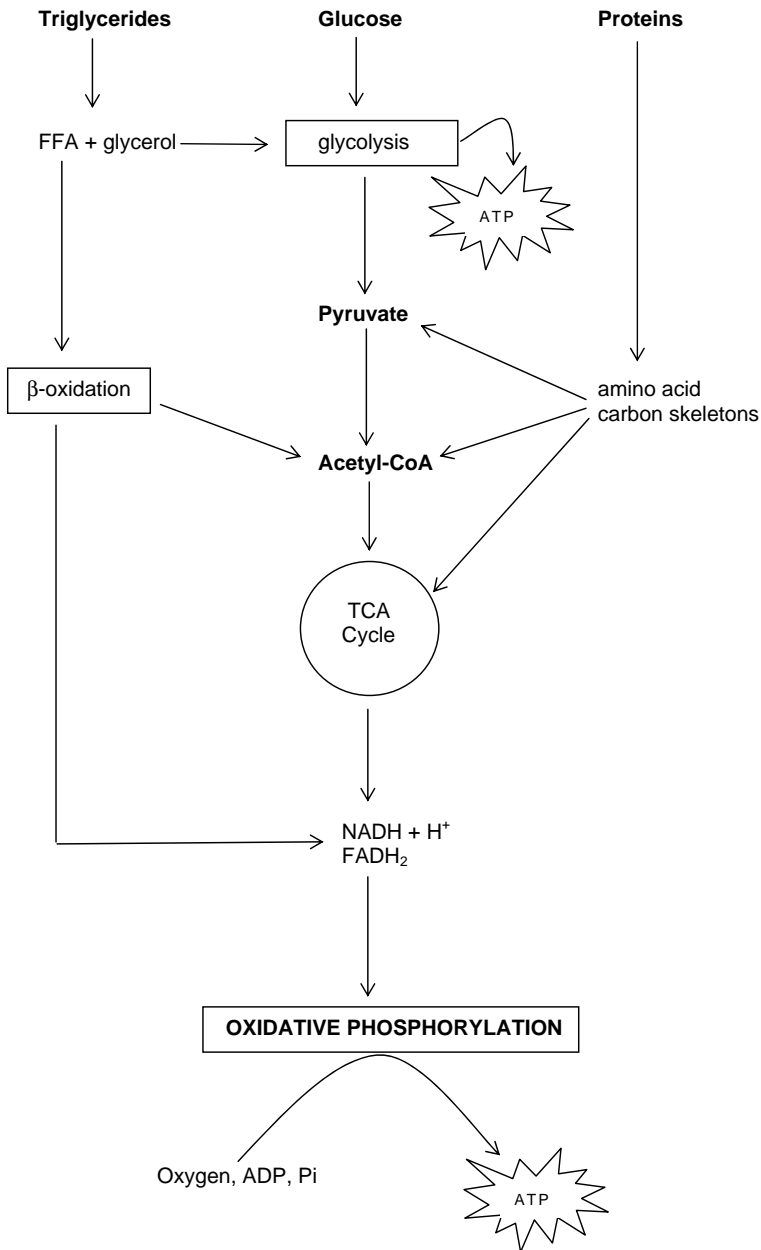 Triglycerides
Glucose
Proteins
FFA + glycerol
glycolysis
ATP
Pyruvate
β-oxidation
amino acid
carbon skeletons
Acetyl-CoA
TCA
Cycle
NADH + H⁺
FADH₂
OXIDATIVE PHOSPHORYLATION
Oxygen, ADP, Pi
ATP